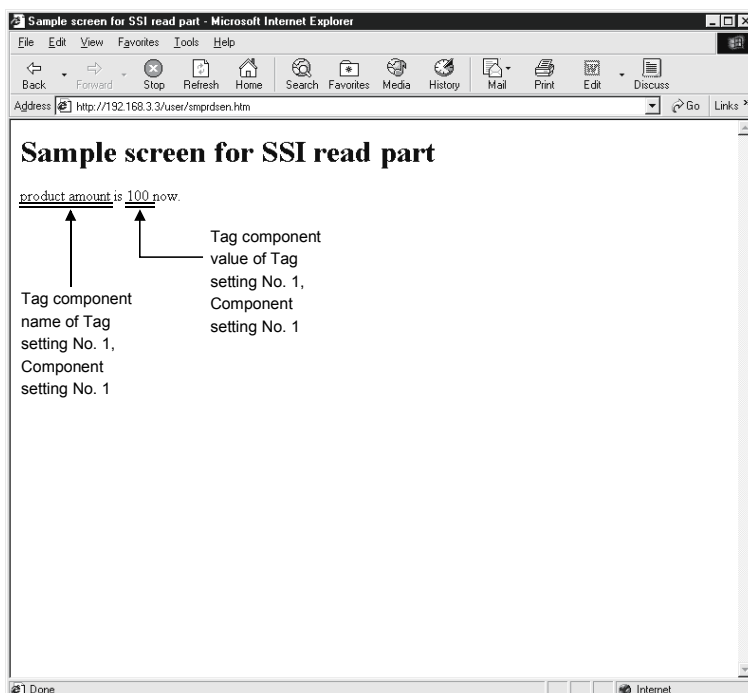 Sample screen for SSI read part - Microsoft Internet Explorer
File Edit View Favorites Tools Help
Back Forward Stop Refresh Home Search Favorites Media History Mail Print Edit Discuss
Address http://192.168.3.3/user/smprdsen.htm Go Links »
Sample screen for SSI read part
product amount is 100 now.
Tag component
value of Tag
setting No. 1,
Component
setting No. 1
Tag component
name of Tag
setting No. 1,
Component
setting No. 1
Done Internet